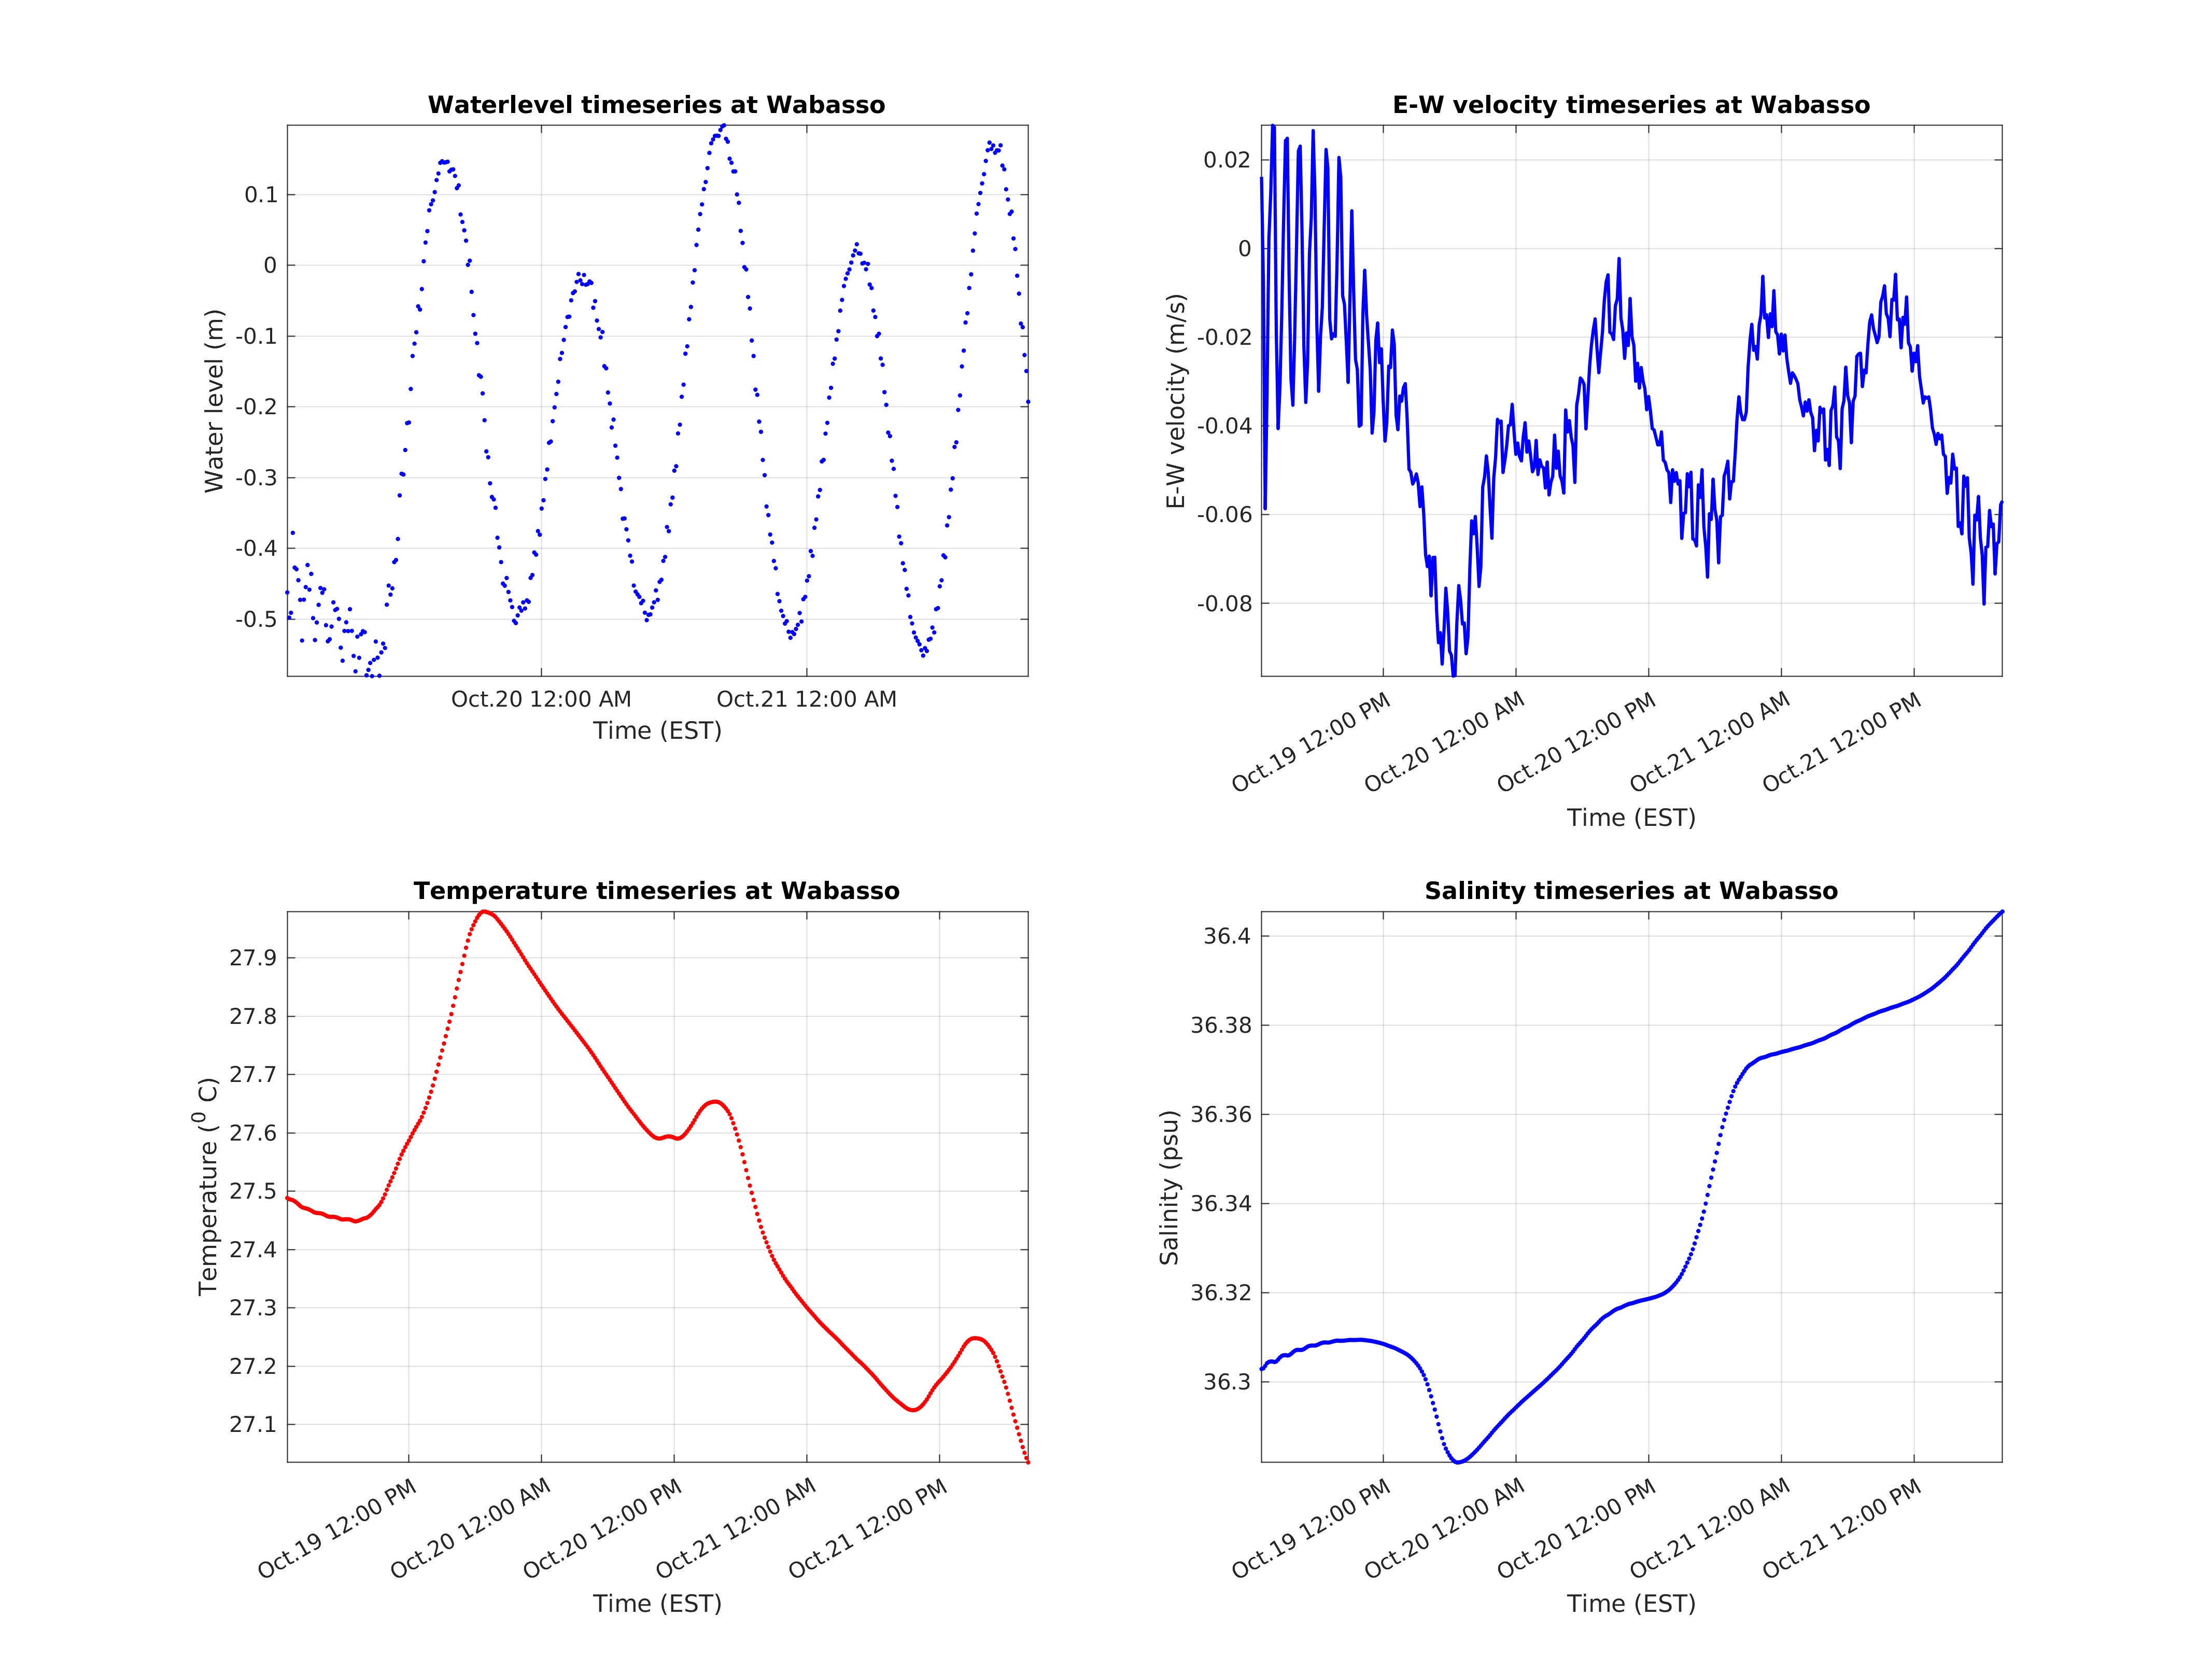 Waterlevel timeseries at Wabasso
0.1
0
-0.1
-0.2
-0.3
-0.4
-0.5
Water level (m)
Oct.20 12:00 AM
Oct.21 12:00 AM
Time (EST)
E-W velocity timeseries at Wabasso
0.02
0
-0.02
-0.04
-0.06
-0.08
E-W velocity (m/s)
Oct.19 12:00 PM
Oct.20 12:00 AM
Oct.20 12:00 PM
Oct.21 12:00 AM
Oct.21 12:00 PM
Time (EST)
Temperature timeseries at Wabasso
27.9
27.8
27.7
27.6
27.5
27.4
27.3
27.2
27.1
Temperature (⁰ C)
Oct.19 12:00 PM
Oct.20 12:00 AM
Oct.20 12:00 PM
Oct.21 12:00 AM
Oct.21 12:00 PM
Time (EST)
Salinity timeseries at Wabasso
36.4
36.38
36.36
36.34
36.32
36.3
Salinity (psu)
Oct.19 12:00 PM
Oct.20 12:00 AM
Oct.20 12:00 PM
Oct.21 12:00 AM
Oct.21 12:00 PM
Time (EST)